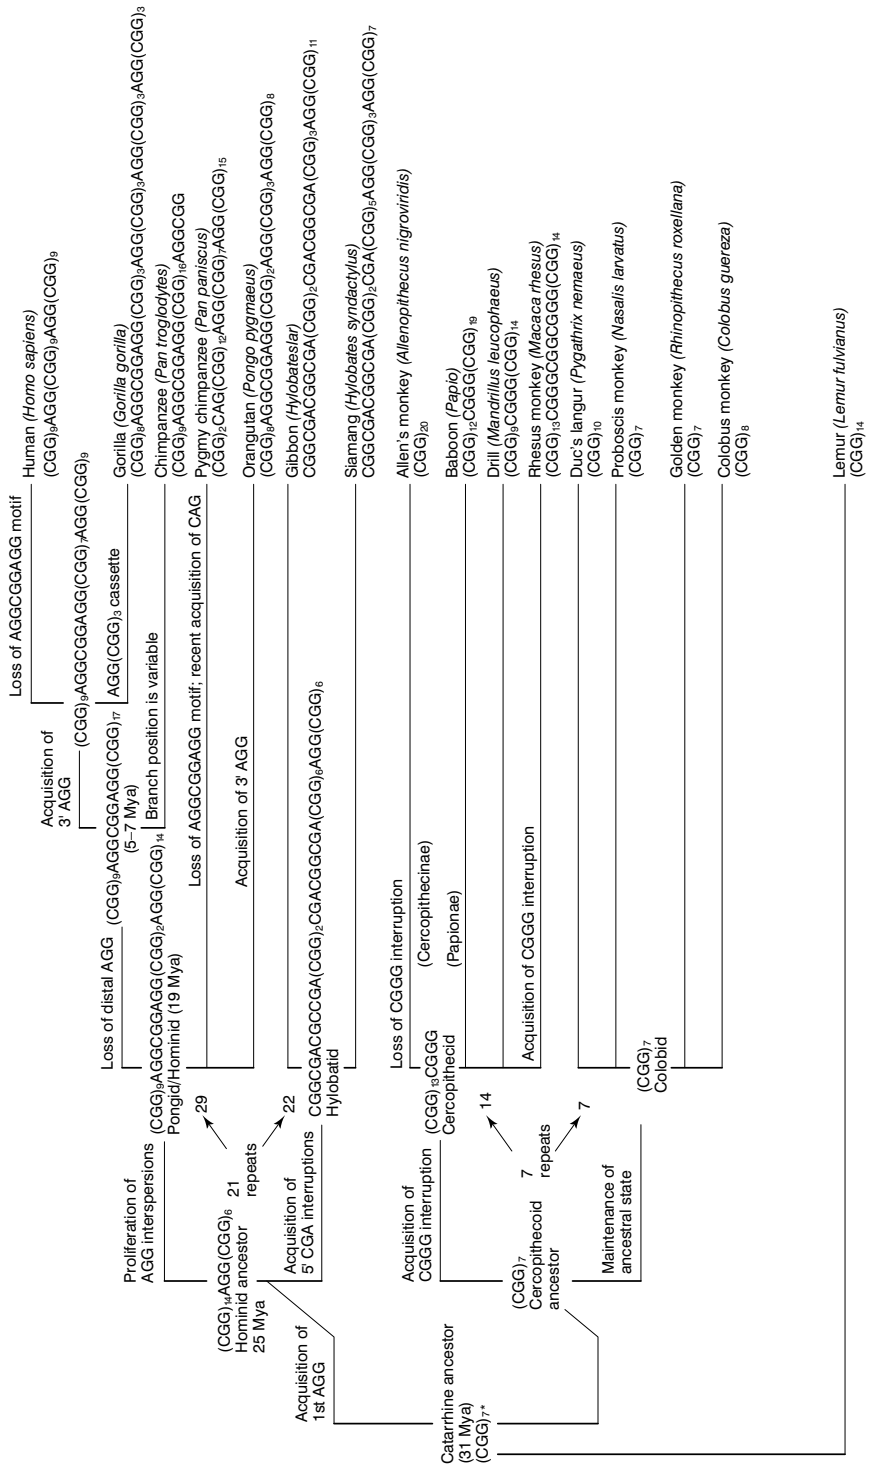 Loss of AGGCGGAGG motif
Human (Homo sapiens)
(CGG)9AGG(CGG)9AGG(CGG)9
Acquisition of
3' AGG
(CGG)9AGGCGGAGG(CGG)7AGG(CGG)9
AGG(CGG)3 cassette
Gorilla (Gorilla gorilla)
(CGG)8AGGCGGAGG(CGG)3AGG(CGG)3AGG(CGG)3AGG(CGG)3
Loss of distal AGG
(CGG)9AGGCGGAGG(CGG)17
(5–7 Mya)
Branch position is variable
Chimpanzee (Pan troglodytes)
(CGG)9AGGCGGAGG(CGG)16AGGCGG
Proliferation of
AGG interspersions
(CGG)9AGGCGGAGG(CGG)2AGG(CGG)14
Pongid/Hominid (19 Mya)
Loss of AGGCGGAGG motif; recent acquisition of CAG
Pygmy chimpanzee (Pan paniscus)
(CGG)2CAG(CGG)12AGG(CGG)7AGG(CGG)15
29
Acquisition of 3' AGG
Orangutan (Pongo pygmaeus)
(CGG)8AGGCGGAGG(CGG)2AGG(CGG)3AGG(CGG)8
(CGG)14AGG(CGG)6
Hominid ancestor
25 Mya
21
repeats
22
Gibbon (Hylobateslar)
CGGCGACGGCGA(CGG)2CGACGGCGA(CGG)3AGG(CGG)11
Acquisition of
5' CGA interruptions
CGGCGACGCCGA(CGG)2CGACGGCGA(CGG)6AGG(CGG)6
Hylobatid
Siamang (Hylobates syndactylus)
CGGCGACGGCGA(CGG)2CGA(CGG)5AGG(CGG)3AGG(CGG)7
Acquisition of
1st AGG
Loss of CGGG interruption
Allen's monkey (Allenopithecus nigroviridis)
(CGG)20
(Cercopithecinae)
Acquisition of
CGGG interruption
(CGG)13CGGG
Cercopithecid
(Papionae)
Baboon (Papio)
(CGG)12CGGG(CGG)19
Drill (Mandrillus leucophaeus)
(CGG)9CGGG(CGG)14
14
Acquisition of CGGG interruption
Rhesus monkey (Macaca rhesus)
(CGG)13CGGGCGGCGGG(CGG)14
Catarrhine ancestor
(31 Mya)
(CGG)7*
(CGG)7
Cercopithecoid
ancestor
7
repeats
7
Duc's langur (Pygathrix nemaeus)
(CGG)10
Proboscis monkey (Nasalis larvatus)
(CGG)7
Maintenance of
ancestral state
(CGG)7
Colobid
Golden monkey (Rhinopithecus roxellana)
(CGG)7
Colobus monkey (Colobus guereza)
(CGG)8
Lemur (Lemur fulvianus)
(CGG)14